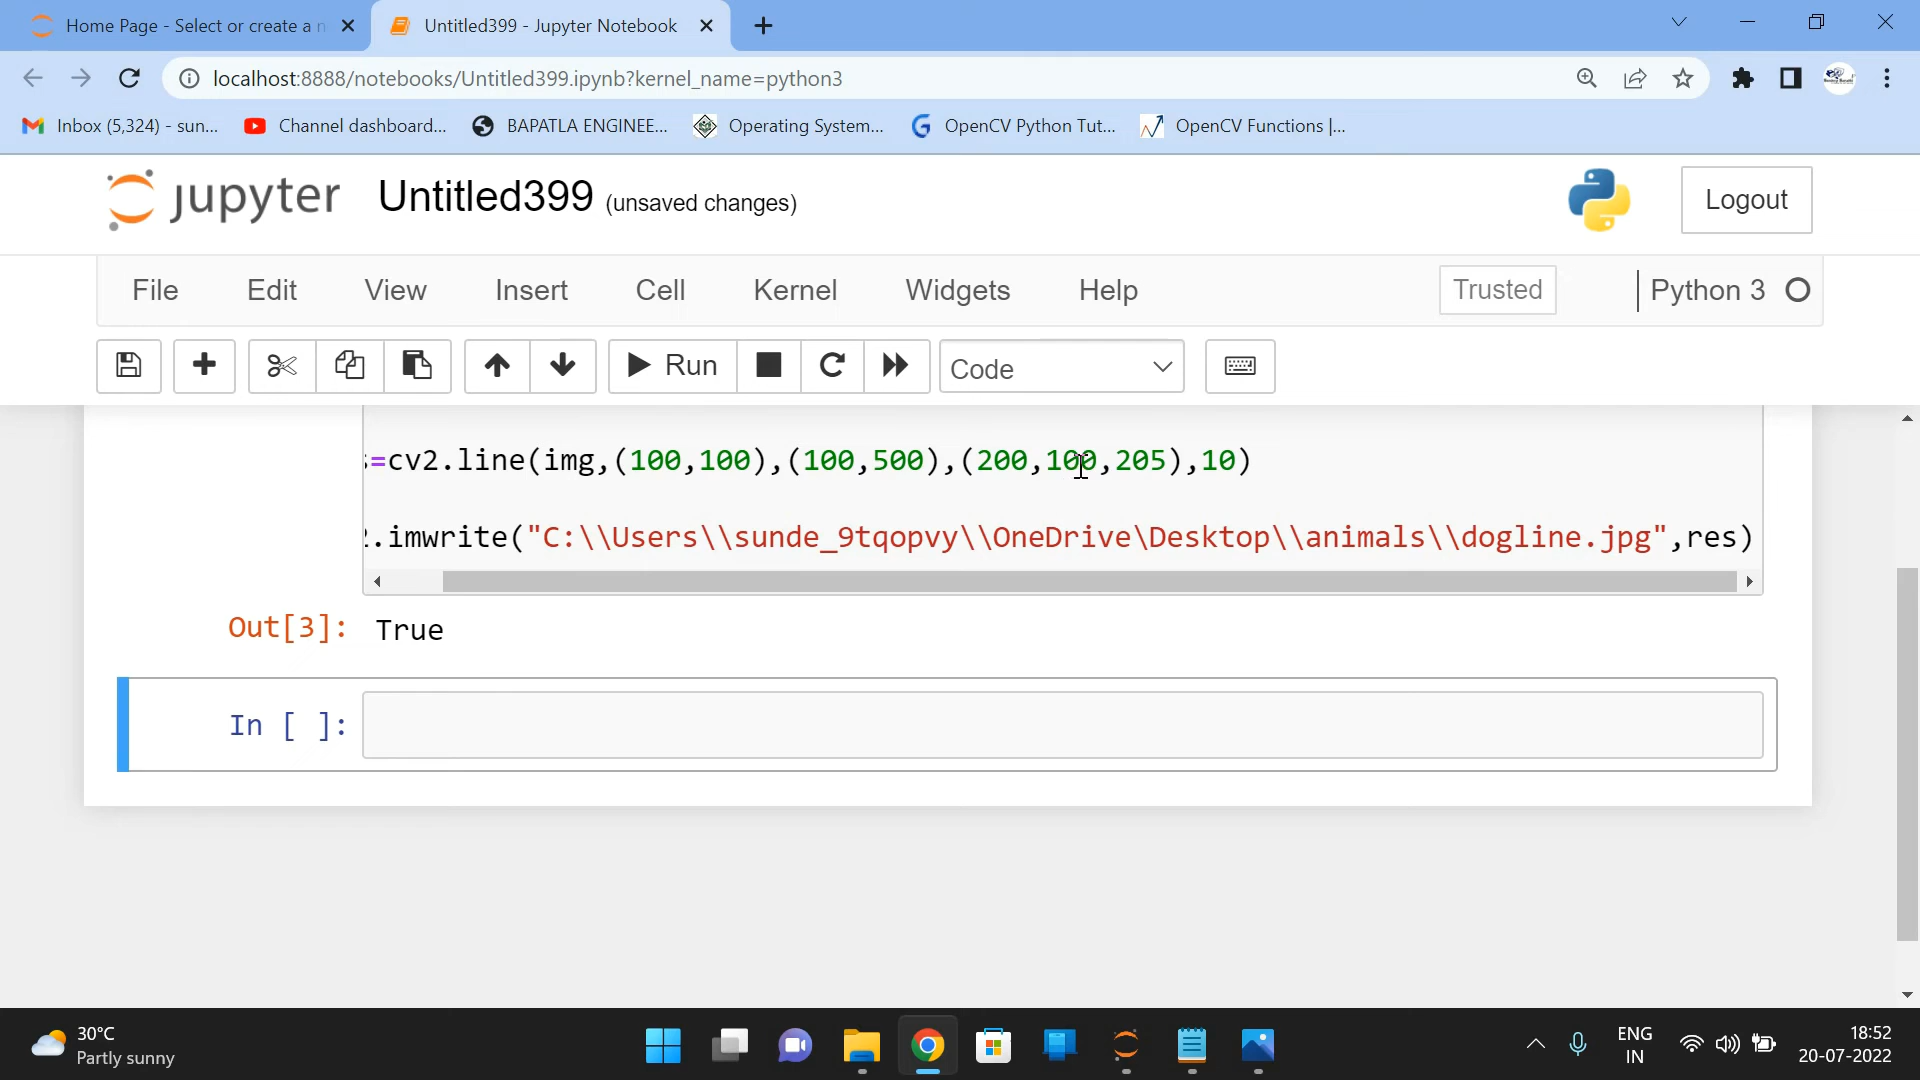 Home Page - Select or create a n
Untitled399 - Jupyter Notebook
localhost:8888/notebooks/Untitled399.ipynb?kernel_name=python3
Inbox (5,324) - sun...
Channel dashboard...
BAPATLA ENGINEE...
Operating System...
OpenCV Python Tut...
OpenCV Functions |...
jupyter Untitled399 (unsaved changes)
Logout
File Edit View Insert Cell Kernel Widgets Help
Trusted
Python 3
Run
Code
=cv2.line(img,(100,100),(100,500),(200,100,205),10)
2.imwrite("C:\\Users\\sunde_9tqopvy\\OneDrive\Desktop\\animals\\dogline.jpg",res)
Out[3]: True
In [ ]:
30°C
Partly sunny
ENG
IN
18:52
20-07-2022